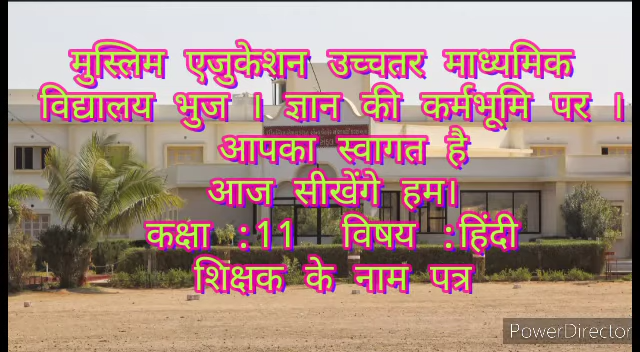 मुस्लिम एजुकेशन उच्चतर माध्यमिक
विद्यालय भुज । ज्ञान की कर्मभूमि पर ।
आपका स्वागत है
आज सीखेंगे हम।
कक्षा :11 विषय :हिंदी
शिक्षक के नाम पत्र
PowerDirector